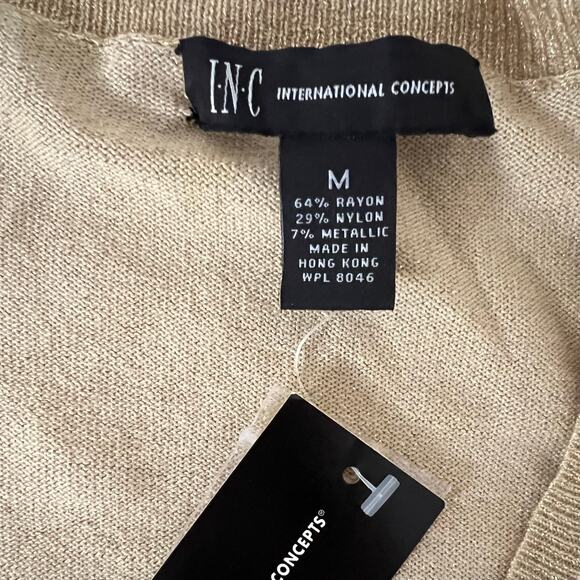 I·N·C INTERNATIONAL CONCEPTS
M
64% RAYON
29% NYLON
7% METALLIC
MADE IN
HONG KONG
WPL 8046
CONCEPTS®